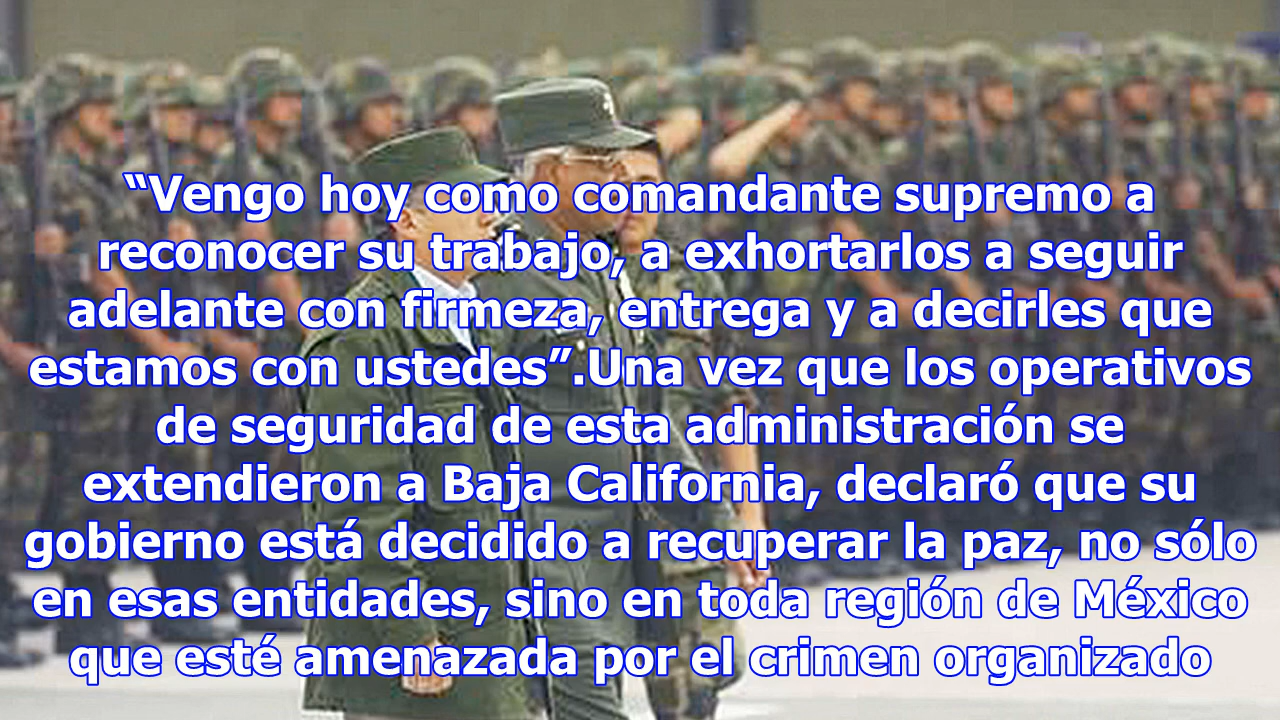 “Vengo hoy como comandante supremo a
reconocer su trabajo, a exhortarlos a seguir
adelante con firmeza, entrega y a decirles que
estamos con ustedes”.Una vez que los operativos
de seguridad de esta administración se
extendieron a Baja California, declaró que su
gobierno está decidido a recuperar la paz, no sólo
en esas entidades, sino en toda región de México
que esté amenazada por el crimen organizado